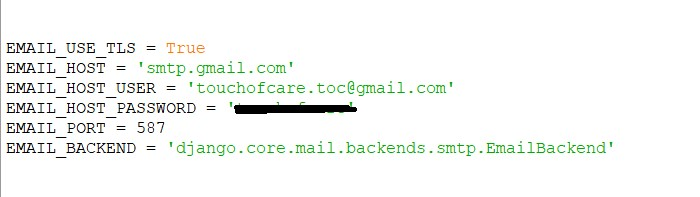 EMAIL_USE_TLS = True
EMAIL_HOST = 'smtp.gmail.com'
EMAIL_HOST_USER = 'touchofcare.toc@gmail.com'
EMAIL_HOST_PASSWORD = '
EMAIL_PORT = 587
EMAIL_BACKEND = 'django.core.mail.backends.smtp.EmailBackend'